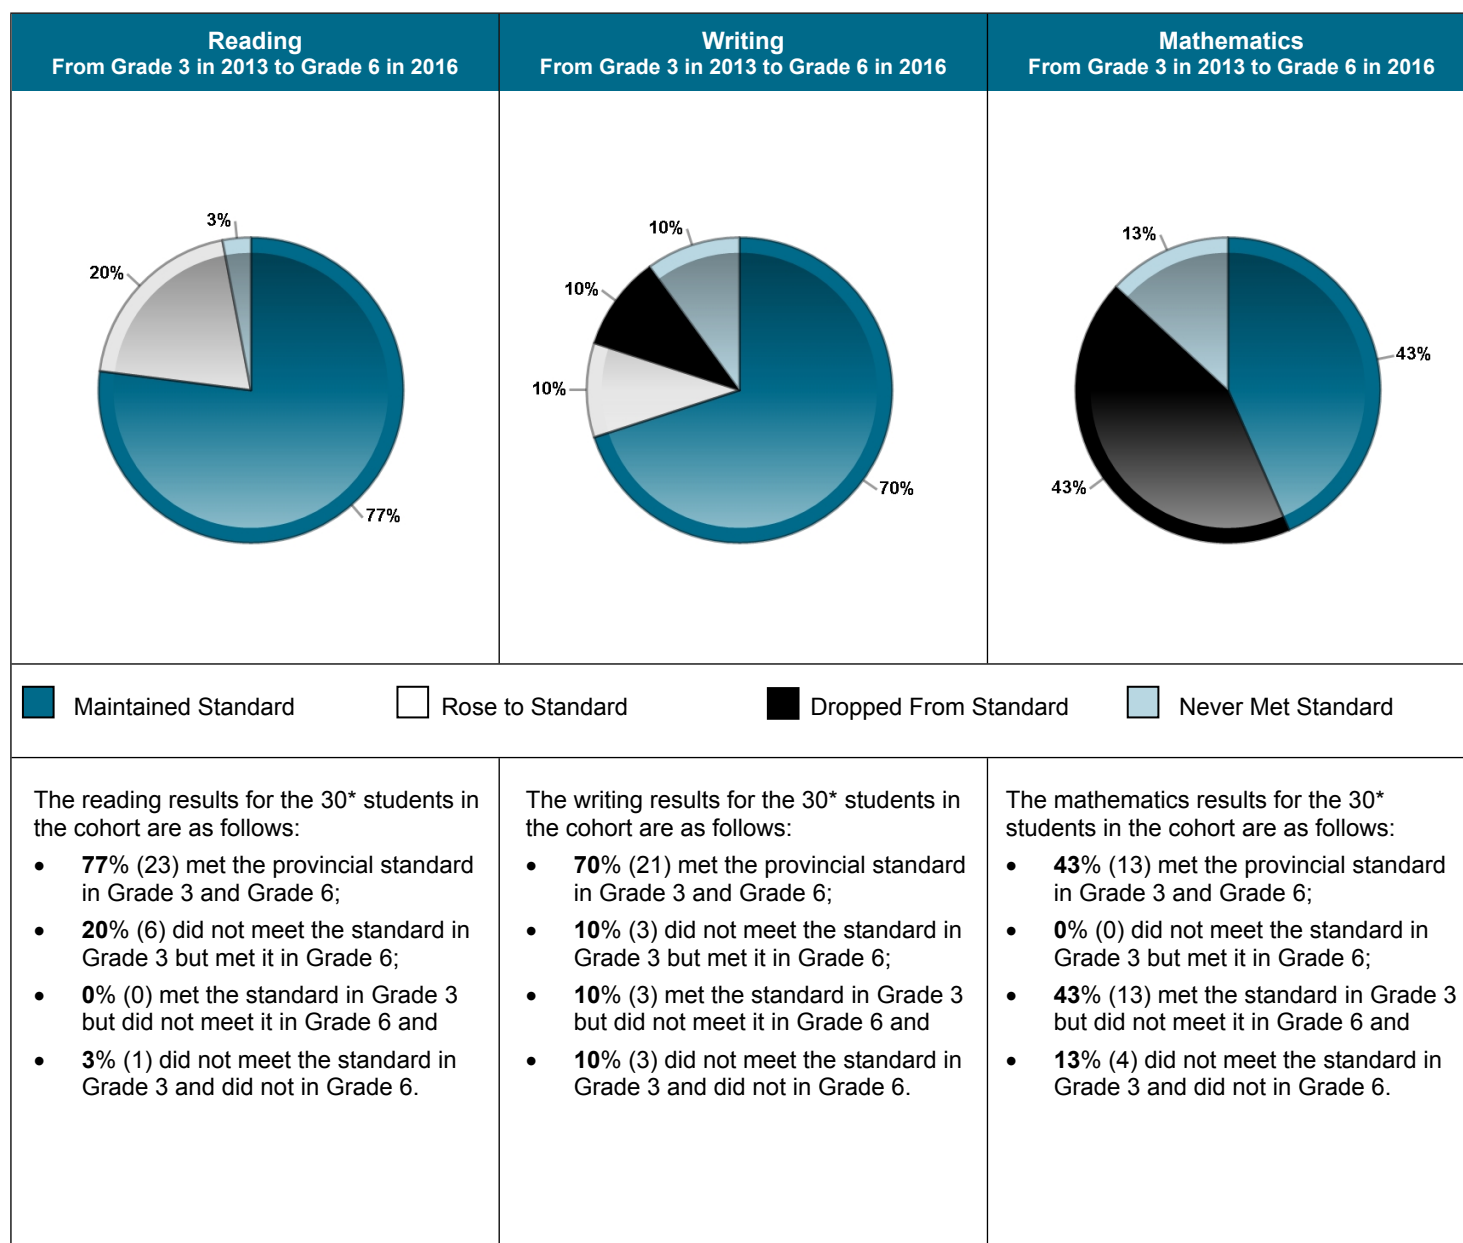 Reading
From Grade 3 in 2013 to Grade 6 in 2016
Writing
From Grade 3 in 2013 to Grade 6 in 2016
Mathematics
From Grade 3 in 2013 to Grade 6 in 2016
3%
20%
77%
10%
10%
10%
70%
13%
43%
43%
Maintained Standard
Rose to Standard
Dropped From Standard
Never Met Standard
The reading results for the 30* students in
the cohort are as follows:
• 77% (23) met the provincial standard
in Grade 3 and Grade 6;
• 20% (6) did not meet the standard in
Grade 3 but met it in Grade 6;
• 0% (0) met the standard in Grade 3
but did not meet it in Grade 6 and
• 3% (1) did not meet the standard in
Grade 3 and did not in Grade 6.
The writing results for the 30* students in
the cohort are as follows:
• 70% (21) met the provincial standard
in Grade 3 and Grade 6;
• 10% (3) did not meet the standard in
Grade 3 but met it in Grade 6;
• 10% (3) met the standard in Grade 3
but did not meet it in Grade 6 and
• 10% (3) did not meet the standard in
Grade 3 and did not in Grade 6.
The mathematics results for the 30*
students in the cohort are as follows:
• 43% (13) met the provincial standard
in Grade 3 and Grade 6;
• 0% (0) did not meet the standard in
Grade 3 but met it in Grade 6;
• 43% (13) met the standard in Grade 3
but did not meet it in Grade 6 and
• 13% (4) did not meet the standard in
Grade 3 and did not in Grade 6.